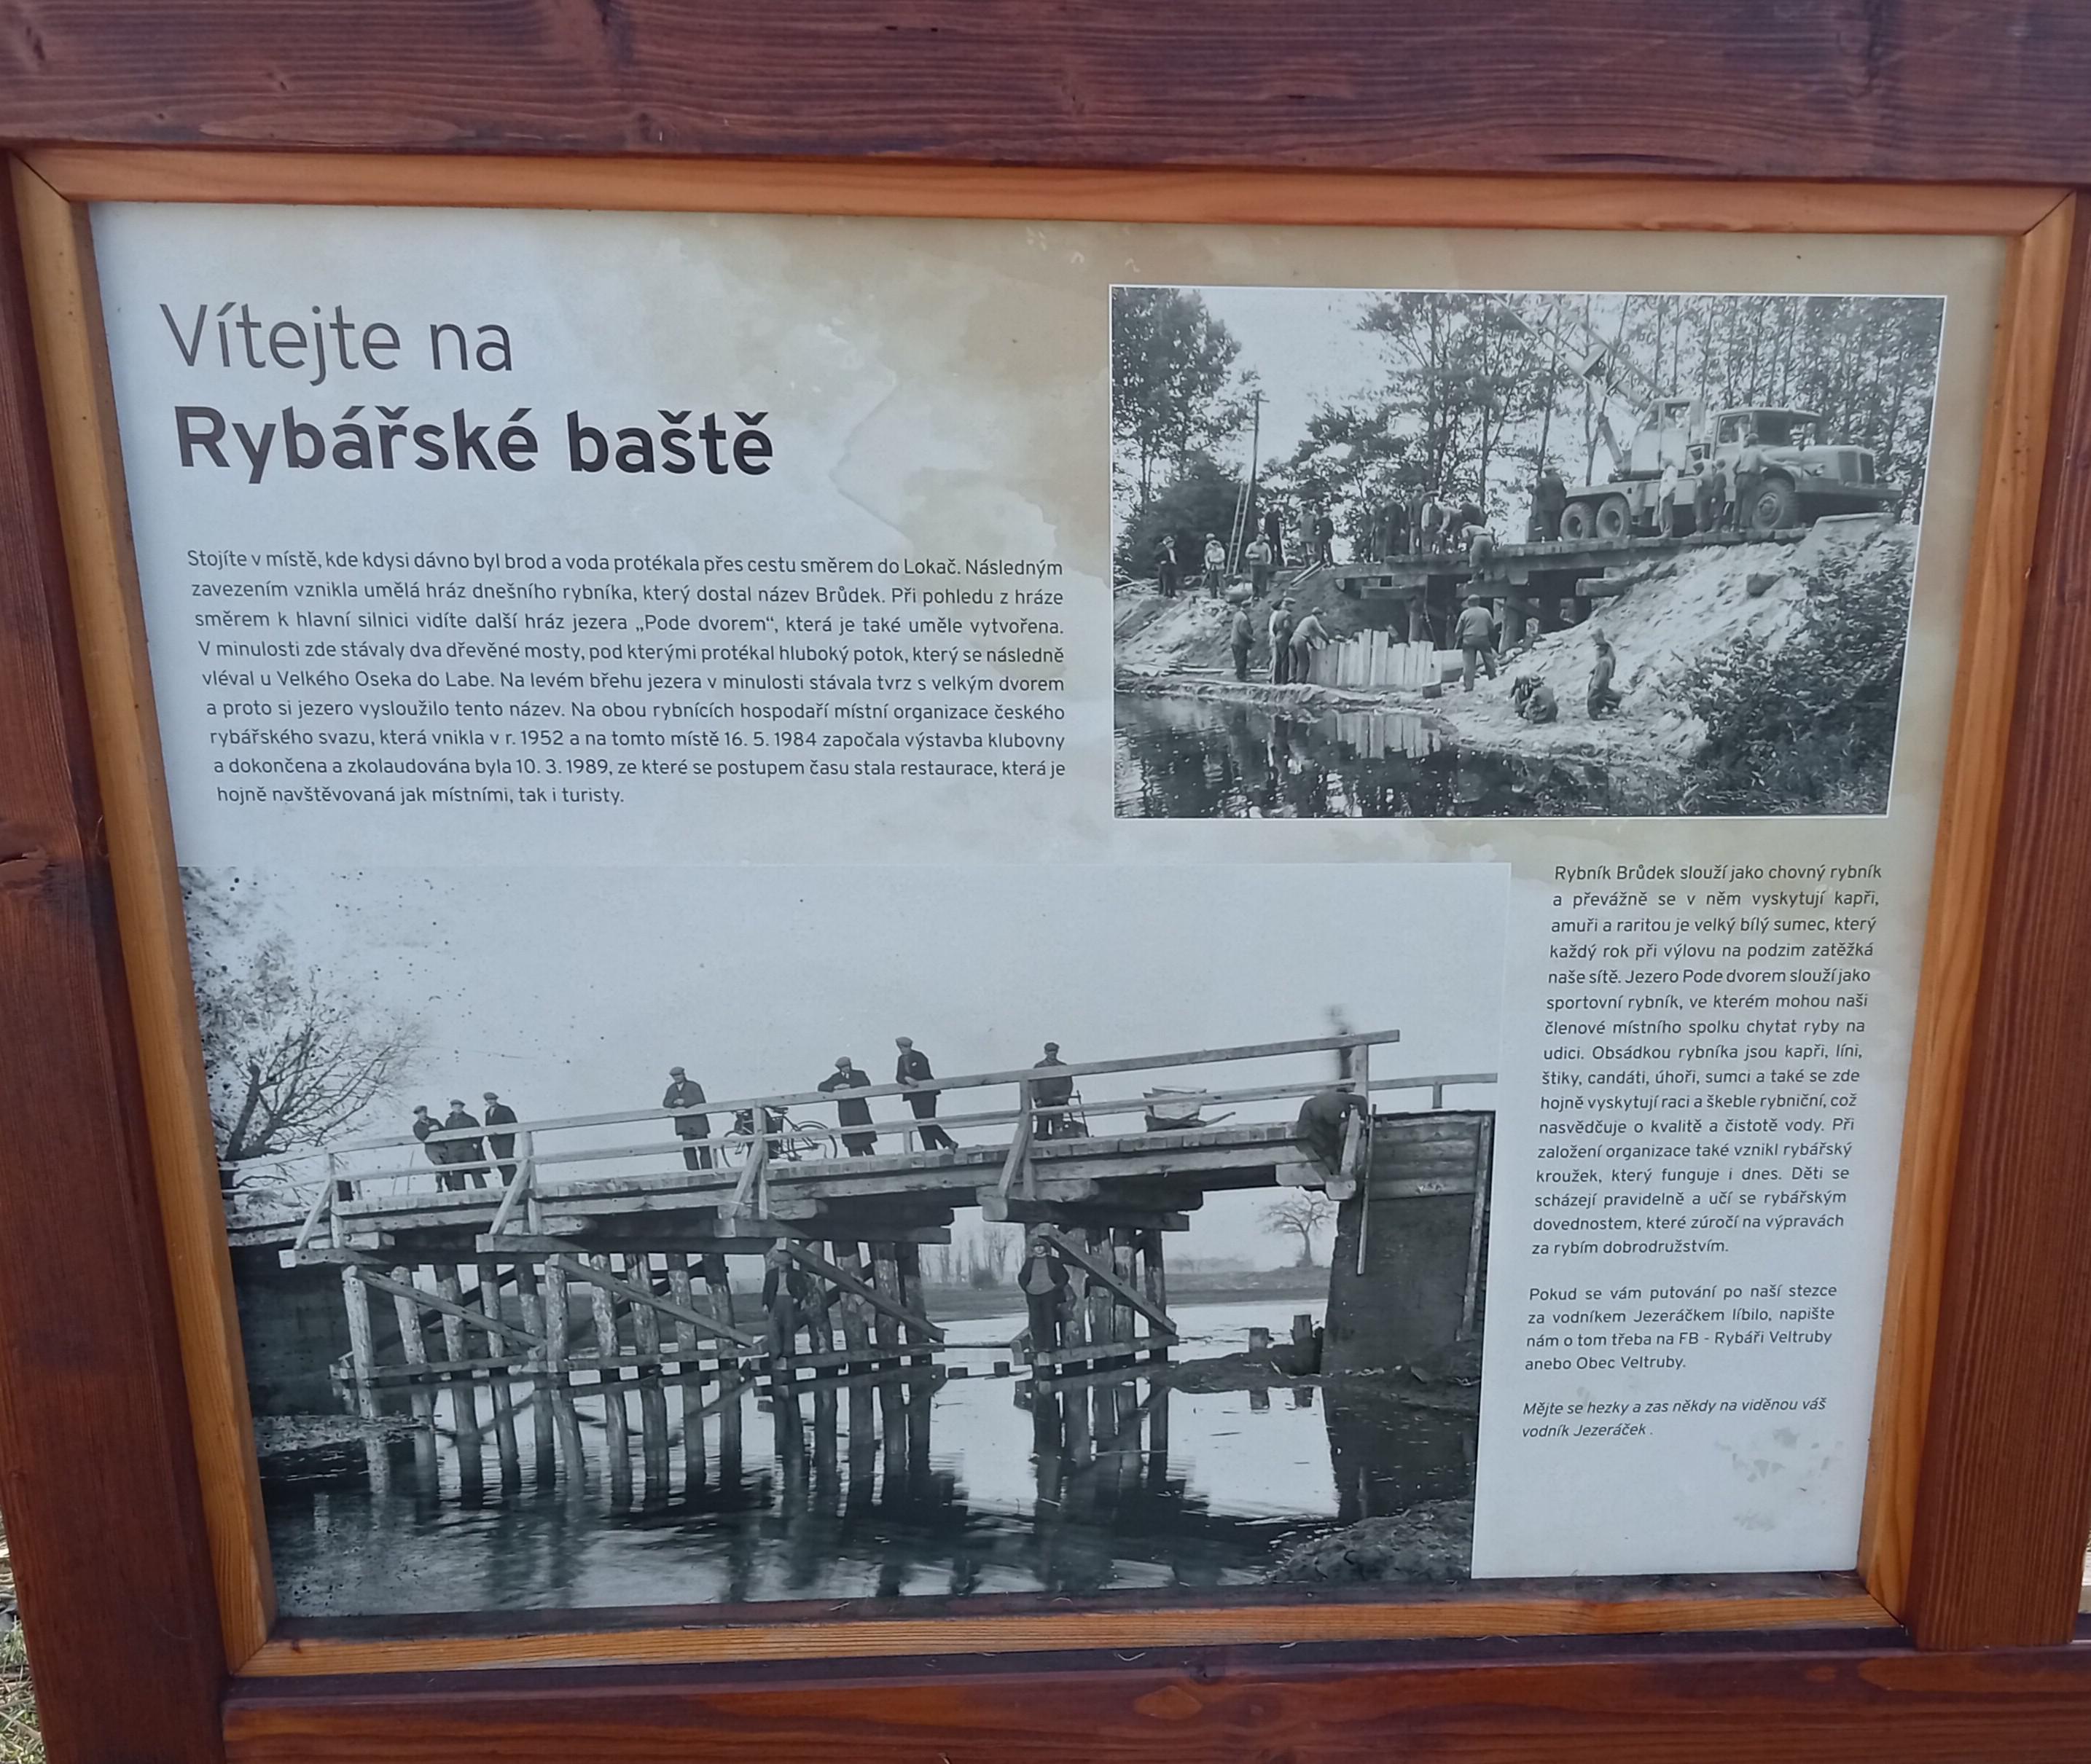 Vítejte na
Rybářské baště
Stojíte v místě, kde kdysi dávno byl brod a voda protékala přes cestu směrem do Lokač. Následným
zavezením vznikla umělá hráz dnešního rybníka, který dostal název Brůdek. Při pohledu z hráze
směrem k hlavní silnici vidíte další hráz jezera „Pode dvorem“, která je také uměle vytvořena.
V minulosti zde stávaly dva dřevěné mosty, pod kterými protékal hluboký potok, který se následně
vléval u Velkého Oseka do Labe. Na levém břehu jezera v minulosti stávala tvrz s velkým dvorem
a proto si jezero vysloužilo tento název. Na obou rybnících hospodaří místní organizace českého
rybářského svazu, která vnikla v r. 1952 a na tomto místě 16. 5. 1984 započala výstavba klubovny
a dokončena a zkolaudována byla 10. 3. 1989, ze které se postupem času stala restaurace, která je
hojně navštěvovaná jak místními, tak i turisty.
Rybník Brůdek slouží jako chovný rybník
a převážně se v něm vyskytují kapři,
amuři a raritou je velký bílý sumec, který
každý rok při výlovu na podzim zatěžká
naše sítě. Jezero Pode dvorem slouží jako
sportovní rybník, ve kterém mohou naši
členové místního spolku chytat ryby na
udici. Obsádkou rybníka jsou kapři, líni,
štiky, candáti, úhoři, sumci a také se zde
hojně vyskytují raci a škeble rybniční, což
nasvědčuje o kvalitě a čistotě vody. Při
založení organizace také vznikl rybářský
kroužek, který funguje i dnes. Děti se
scházejí pravidelně a učí se rybářským
dovednostem, které zúročí na výpravách
za rybím dobrodružstvím.
Pokud se vám putování po naší stezce
za vodníkem Jezeráčkem líbilo, napište
nám o tom třeba na FB - Rybáři Veltruby
anebo Obec Veltruby.
Mějte se hezky a zas někdy na viděnou váš
vodník Jezeráček .